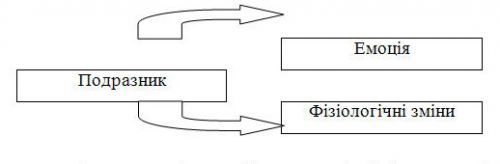 Емоція
Подразник
Фізіологічні зміни